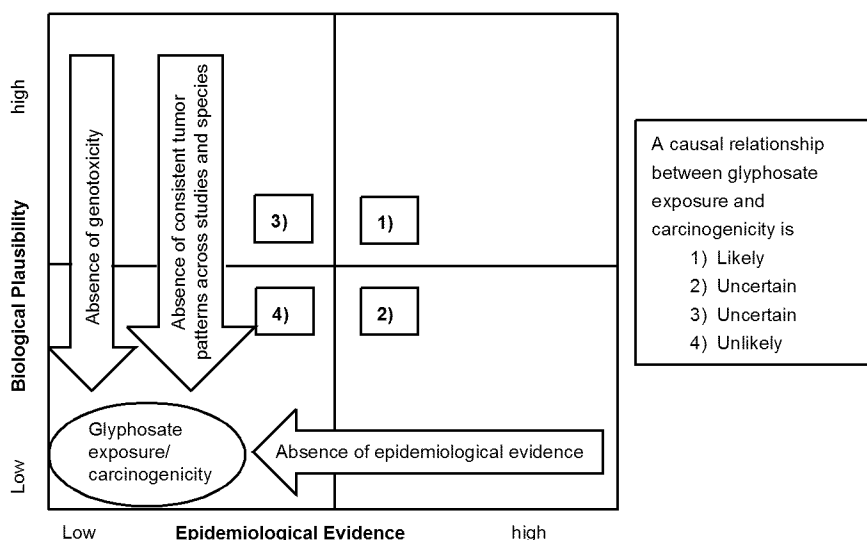 high
Biological Plausibility
Low
Absence of genotoxicity
Absence of consistent tumor
patterns across studies and species
3)
1)
4)
2)
Glyphosate
exposure/
carcinogenicity
Absence of epidemiological evidence
Low
Epidemiological Evidence
high
A causal relationship
between glyphosate
exposure and
carcinogenicity is
1) Likely
2) Uncertain
3) Uncertain
4) Unlikely